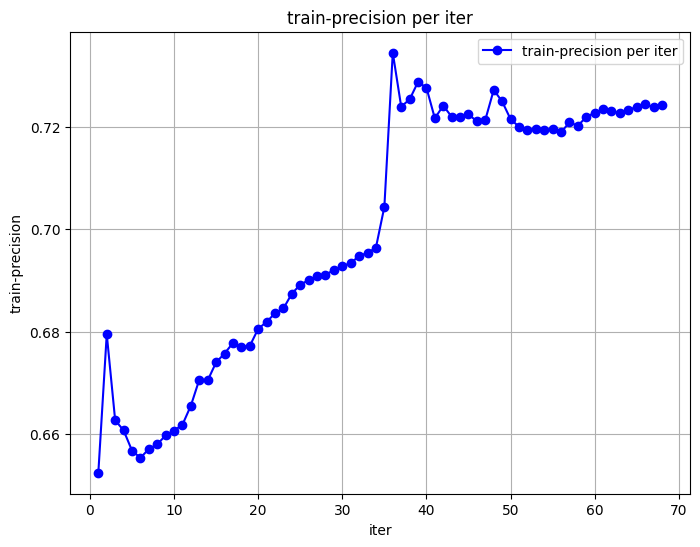 train-precision per iter
train-precision per iter
train-precision
0.72
0.70
0.68
0.66
0 10 20 30 40 50 60 70
iter